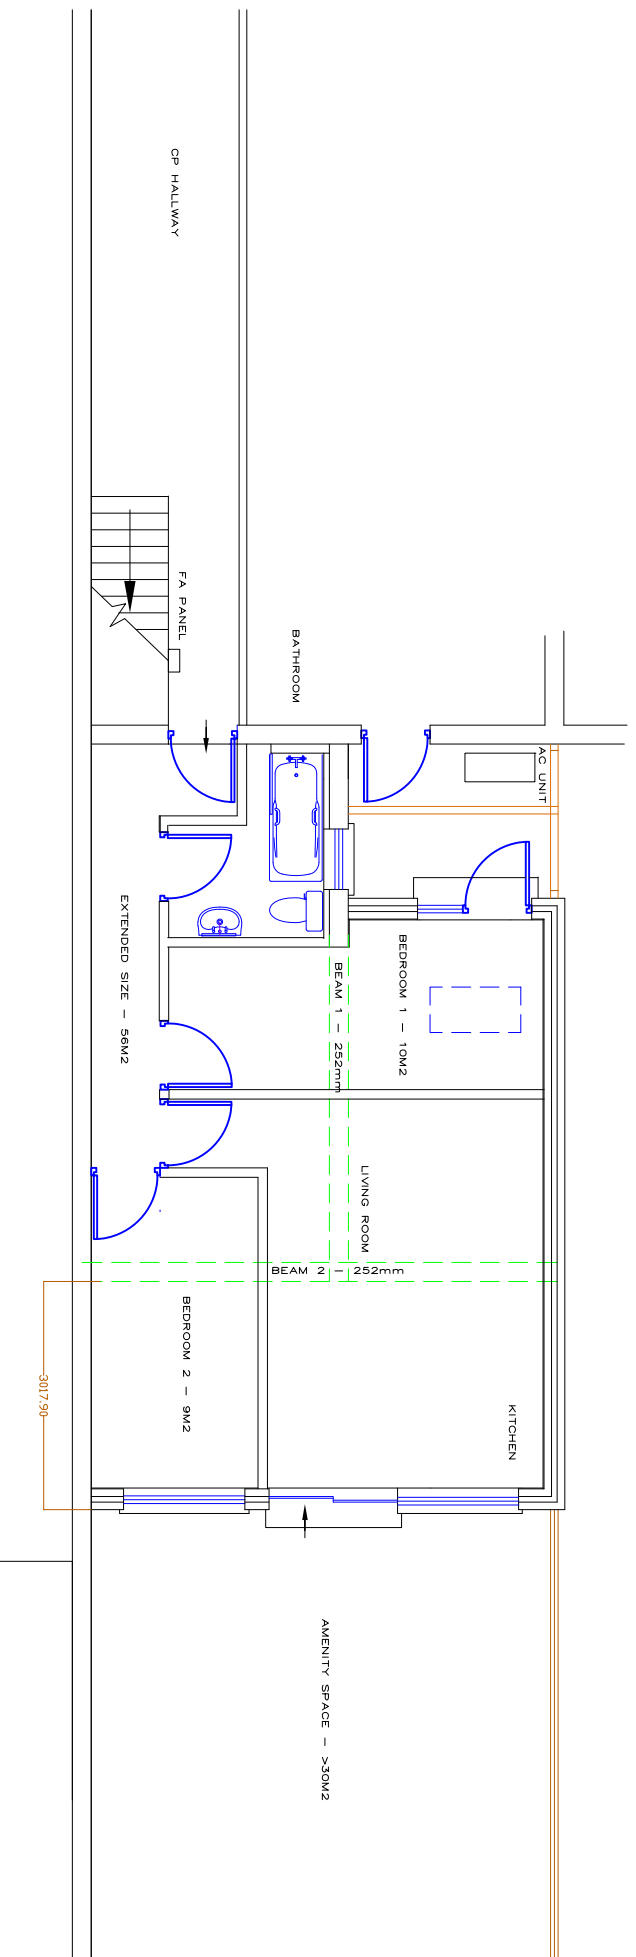 CP HALLWAY
FA PANEL
BATHROOM
AC UNIT
EXTENDED SIZE – 56M2
BEDROOM 1 – 10M2
BEAM 1 – 252mm
LIVING ROOM
BEAM 2 – 252mm
BEDROOM 2 – 9M2
3017.90
KITCHEN
AMENITY SPACE – >30M2